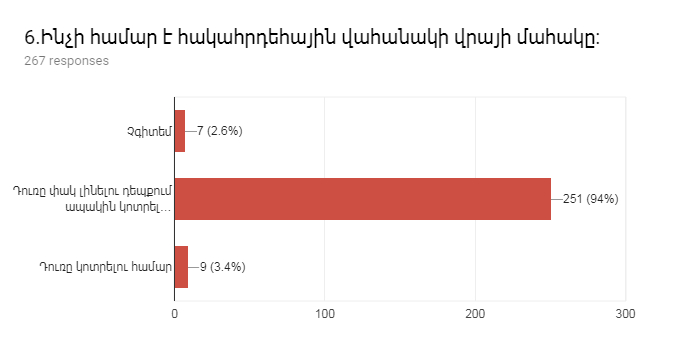 6.Ինչի համար է հակահրդեհային վահանակի վրայի մահակը:
267 responses
Չգիտեմ
7 (2.6%)
Դուռը փակ լինելու դեպքում
ապակին կոտրել…
251 (94%)
Դուռը կոտրելու համար
9 (3.4%)
0
100
200
300